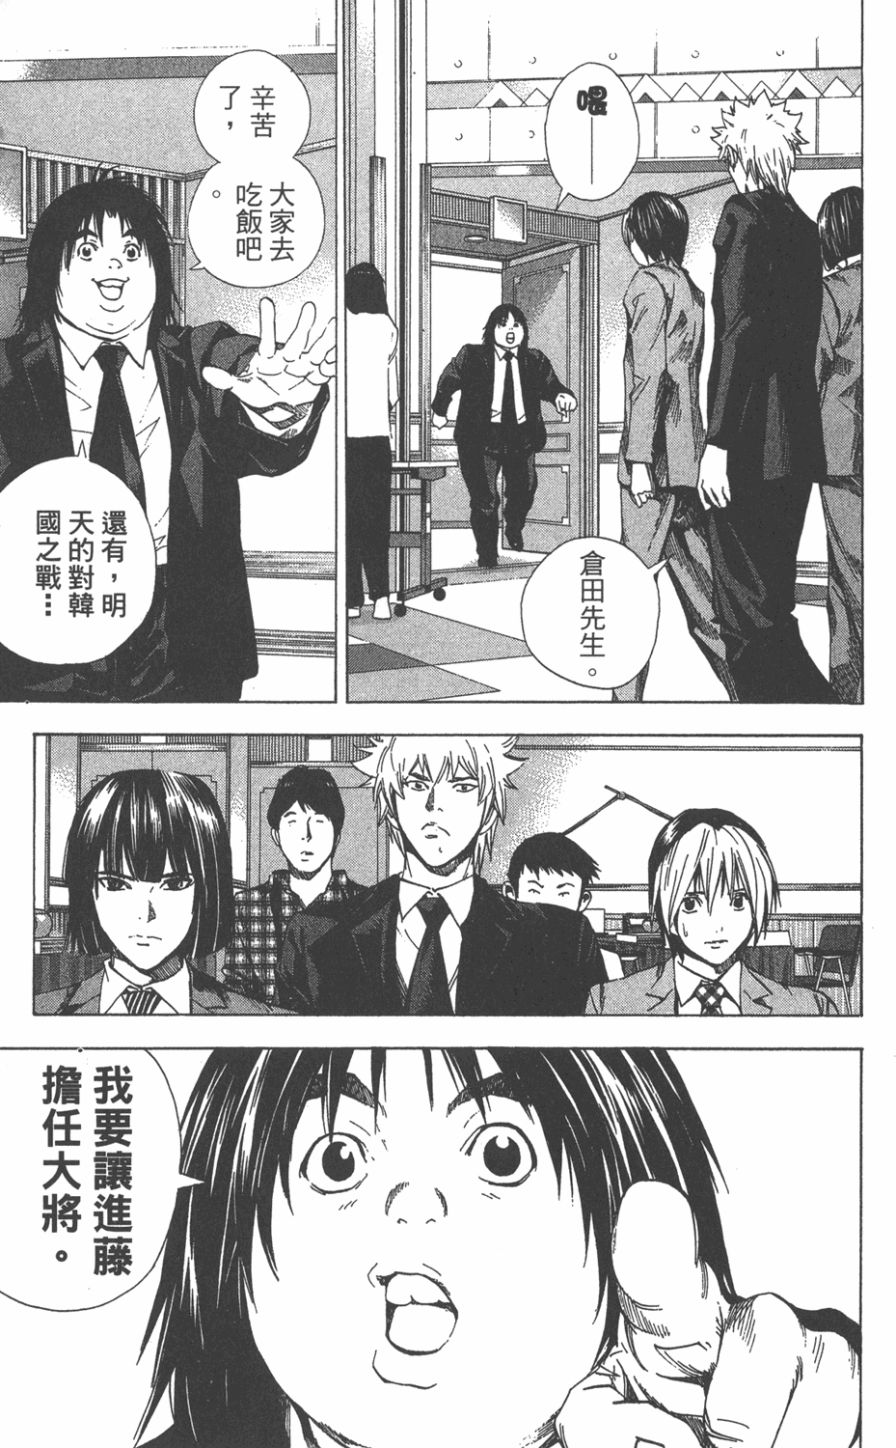 喂——
倉田先生。
辛苦
了，
大家去
吃飯吧
。
還有，明
天的對韓
國之戰…
我要讓進藤
擔任大將。